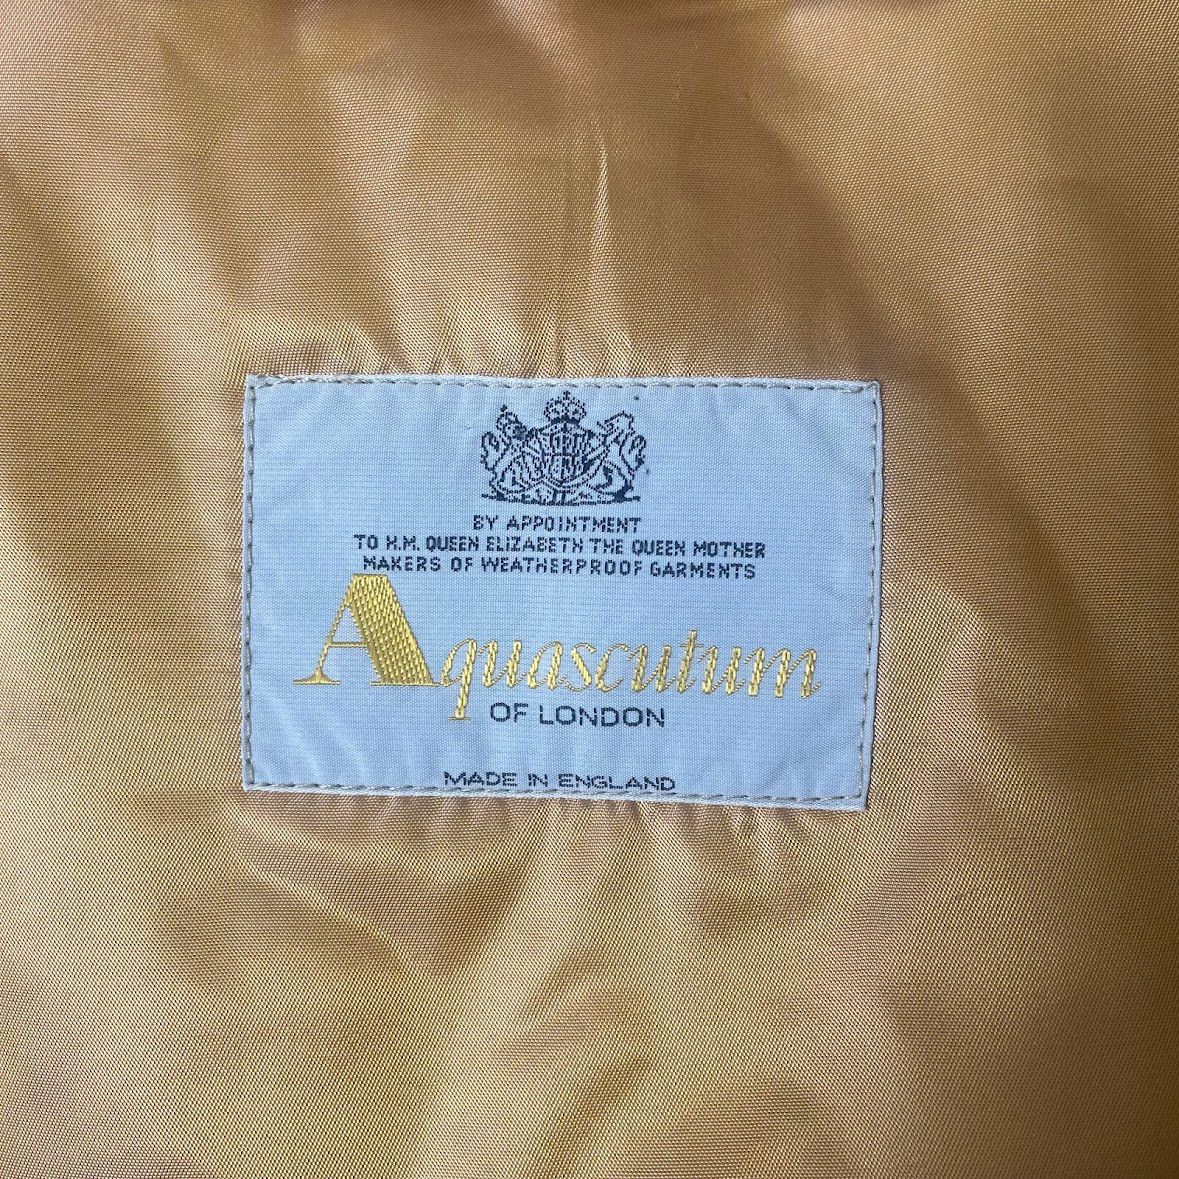 BY APPOINTMENT
TO H.M. QUEEN ELIZABETH THE QUEEN MOTHER
MAKERS OF WEATHERPROOF GARMENTS
Aquascutum
OF LONDON
MADE IN ENGLAND